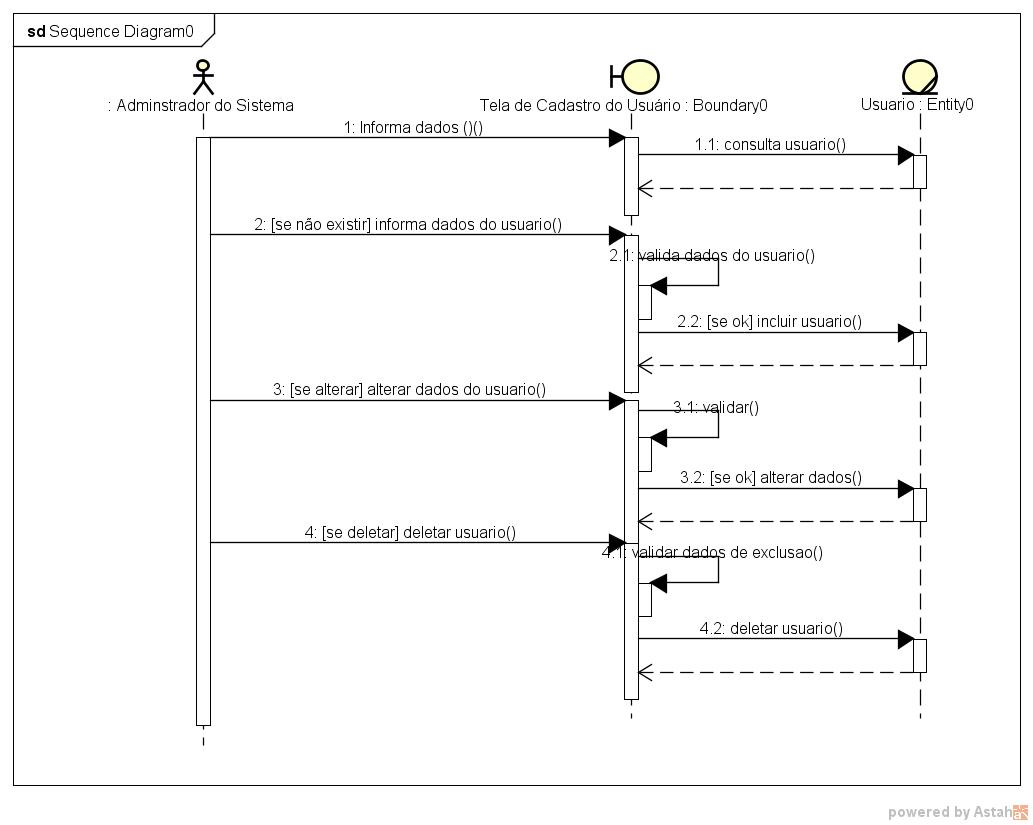 sd Sequence Diagram0
: Adminstrador do Sistema
Tela de Cadastro do Usuário : Boundary0
Usuario : Entity0
1: Informa dados ()()
1.1: consulta usuario()
2: [se não existir] informa dados do usuario()
2.1: valida dados do usuario()
2.2: [se ok] incluir usuario()
3: [se alterar] alterar dados do usuario()
3.1: validar()
3.2: [se ok] alterar dados()
4: [se deletar] deletar usuario()
4.1: validar dados de exclusao()
4.2: deletar usuario()
powered by Astah